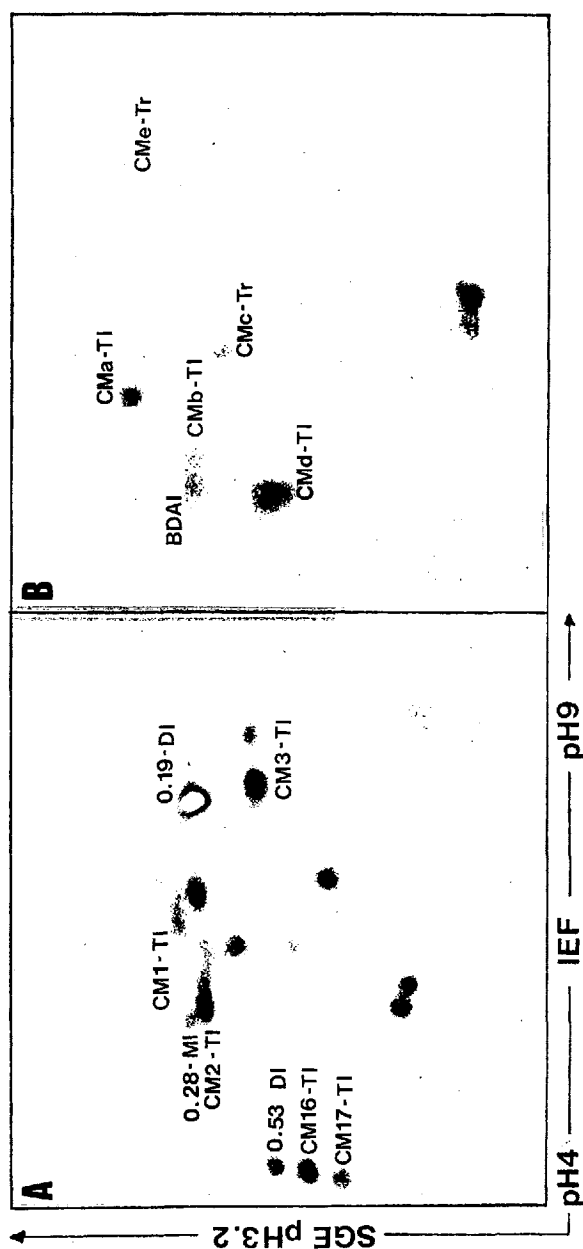 A
0.28-MI
CM2-TI
CM1-TI
0.19-DI
CM3-TI
0.53 DI
CM16-TI
CM17-TI
B
BDAI
CMa-TI
CMb-TI
CMc-Tr
CMd-TI
CMe-Tr
SGE pH3.2
pH4
IEF
pH9